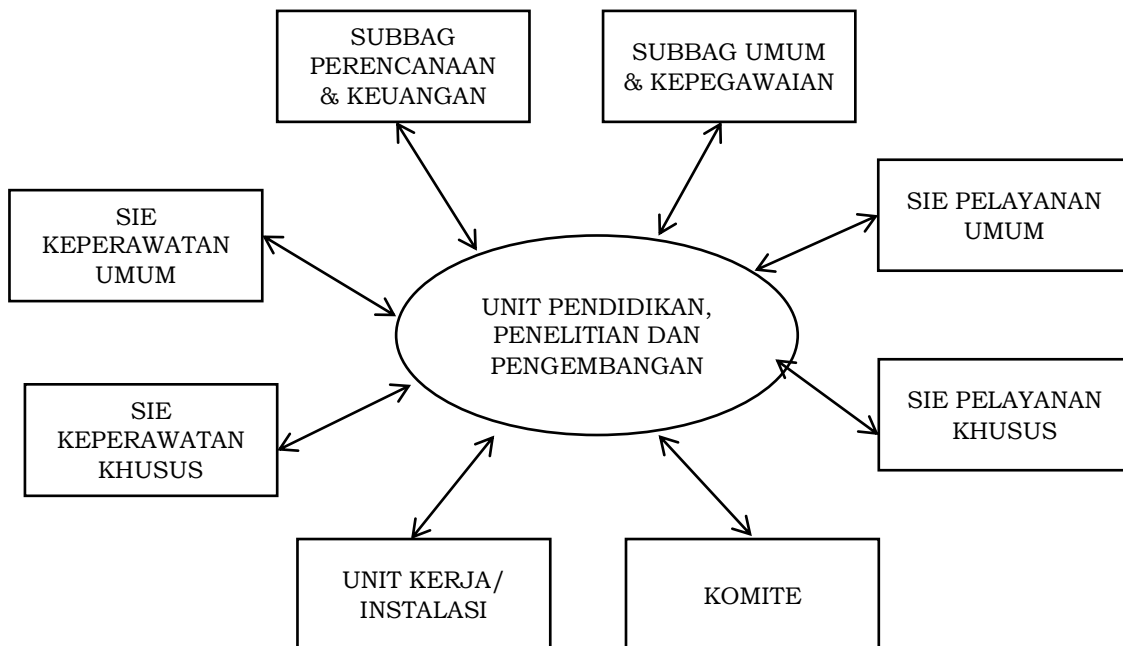 SUBBAG
PERENCANAAN
& KEUANGAN
SUBBAG UMUM
& KEPEGAWAIAN
SIE
KEPERAWATAN
UMUM
SIE PELAYANAN
UMUM
UNIT PENDIDIKAN,
PENELITIAN DAN
PENGEMBANGAN
SIE
KEPERAWATAN
KHUSUS
SIE PELAYANAN
KHUSUS
UNIT KERJA/
INSTALASI
KOMITE